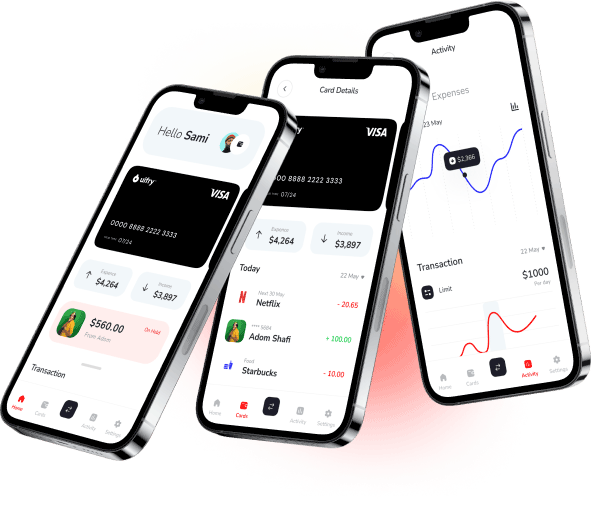 Hello Sami
uifry
VISA
0000 8888 2222 3333
07/24
Expense
$4,264
Income
$3,897
$560.00
From Adom
On Hold
Transaction
Home
Cards
Activity
Settings
Card Details
uifry
VISA
0000 8888 2222 3333
07/24
Expense
$4,264
Income
$3,897
Today
22 May
Next 30 May
Netflix
- 20.65
**** 5684
Adom Shafi
+ 100.00
Food
Starbucks
- 10.00
Home
Cards
Activity
Settings
Activity
Expenses
23 May
$2,366
Transaction
22 May
Limit
$1000
Per day
Home
Cards
Activity
Settings